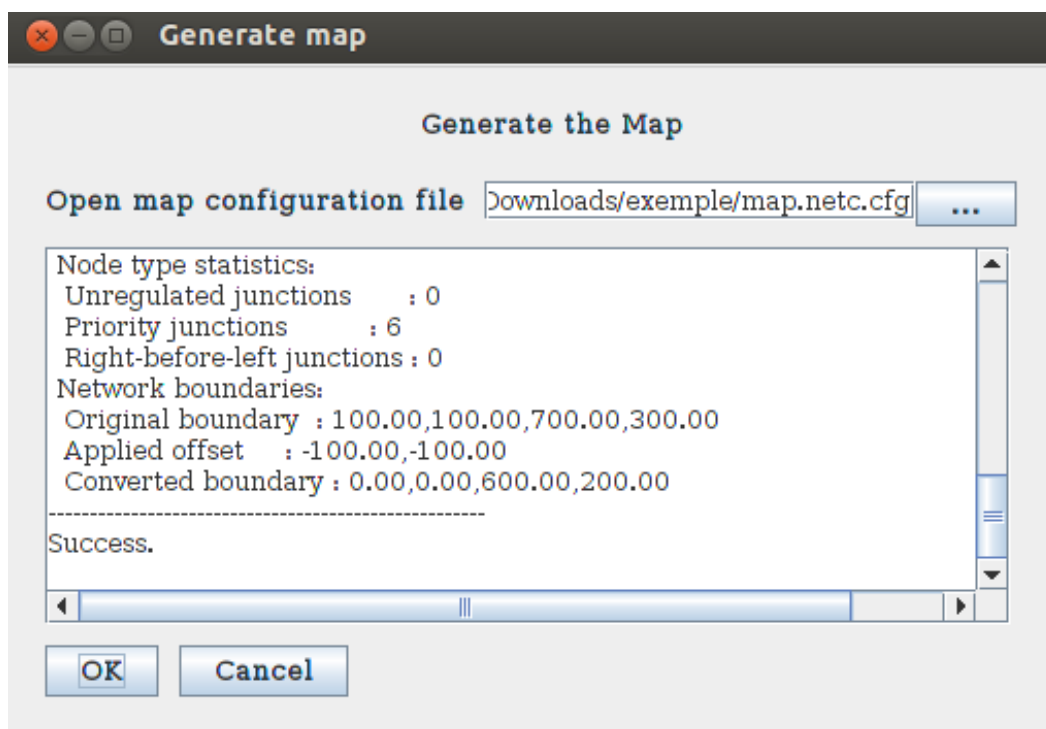 Generate map
Generate the Map
Open map configuration file Downloads/exemple/map.netc.cfg ...
Node type statistics:
Unregulated junctions : 0
Priority junctions : 6
Right-before-left junctions : 0
Network boundaries:
Original boundary : 100.00,100.00,700.00,300.00
Applied offset : -100.00,-100.00
Converted boundary : 0.00,0.00,600.00,200.00
-----------------------------------------------------
Success.
OK Cancel